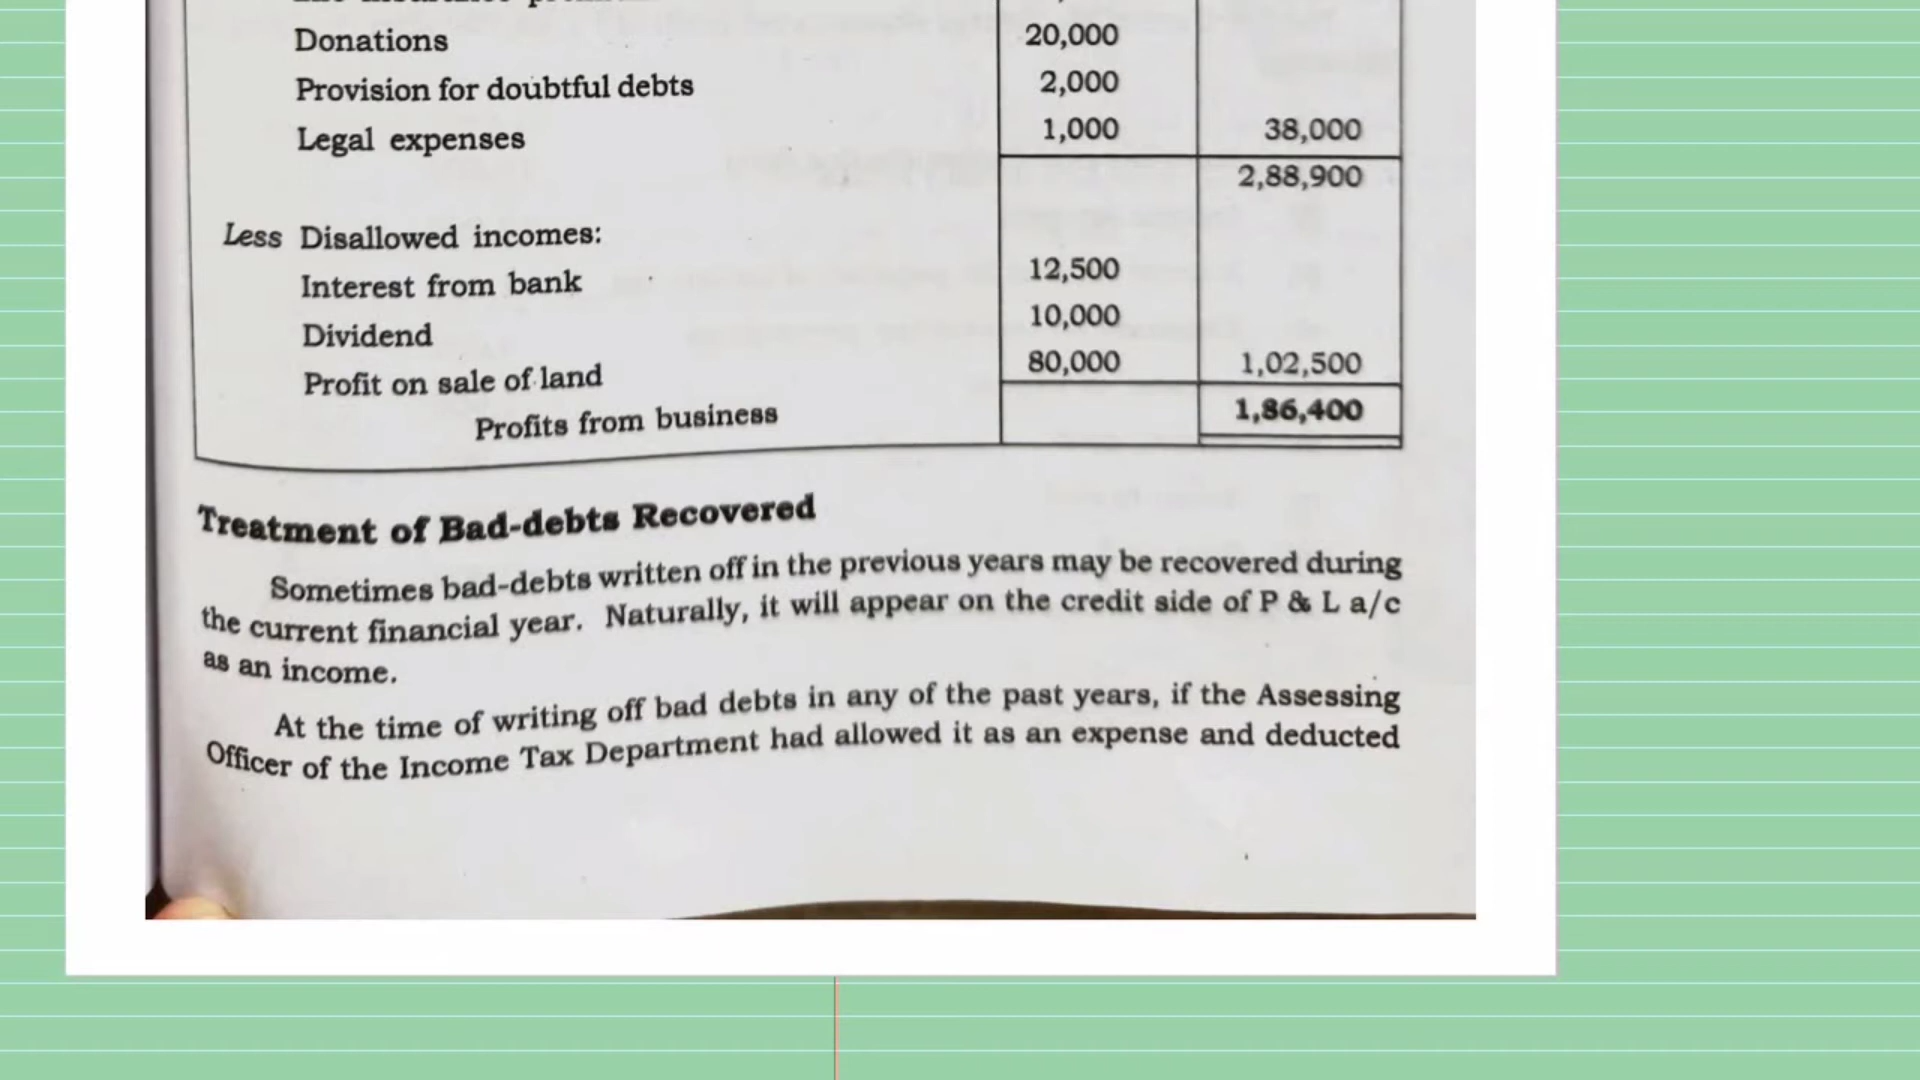 Donations 20,000
Provision for doubtful debts 2,000
Legal expenses 1,000 38,000
2,88,900
Less Disallowed incomes:
Interest from bank 12,500
Dividend 10,000
Profit on sale of land 80,000 1,02,500
Profits from business 1,86,400
Treatment of Bad-debts Recovered
Sometimes bad-debts written off in the previous years may be recovered during
the current financial year. Naturally, it will appear on the credit side of P & L a/c
as an income.
At the time of writing off bad debts in any of the past years, if the Assessing
Officer of the Income Tax Department had allowed it as an expense and deducted